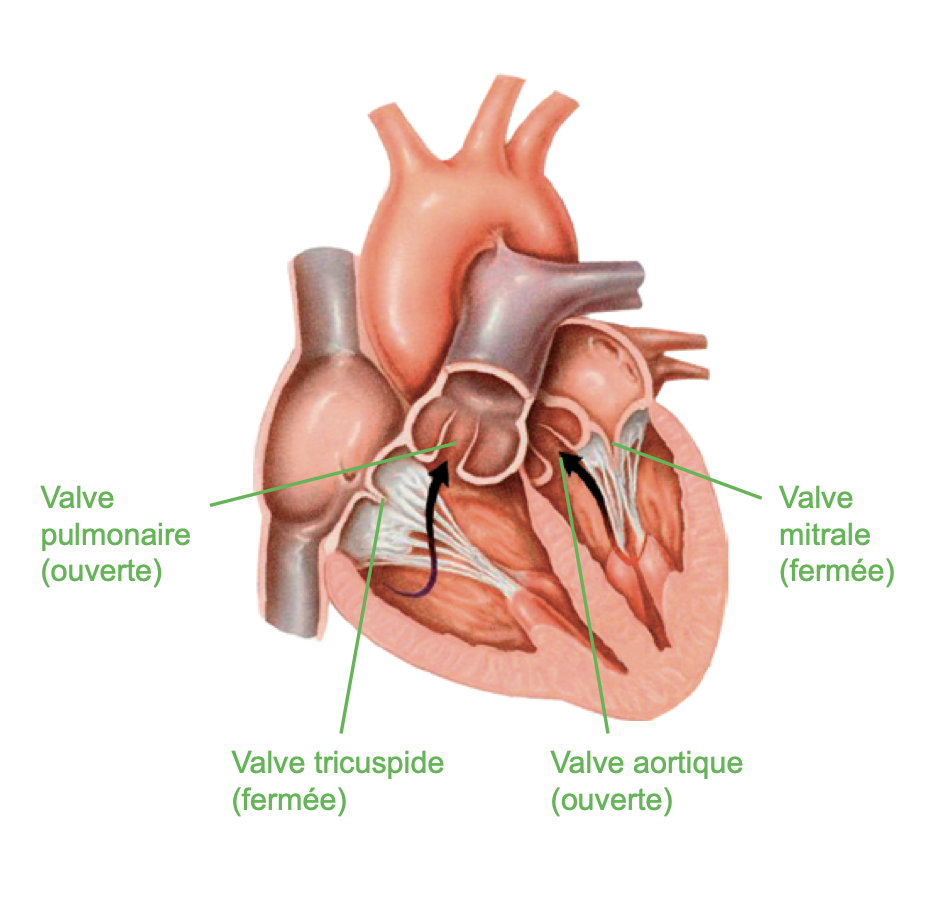 Valve
pulmonaire
(ouverte)
Valve
mitrale
(fermée)
Valve tricuspide
(fermée)
Valve aortique
(ouverte)